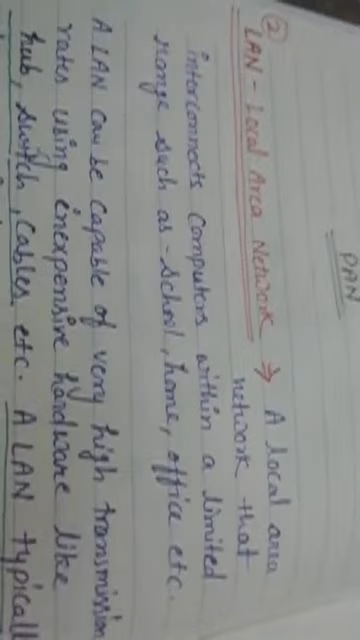 PAN
② LAN - Local Area Network → A local area
network that
interconnects computers within a limited
range such as - School, home, office etc.
A LAN can be capable of very high transmission
rates using inexpensive hardware like
hub, switch, cables etc. A LAN typicall